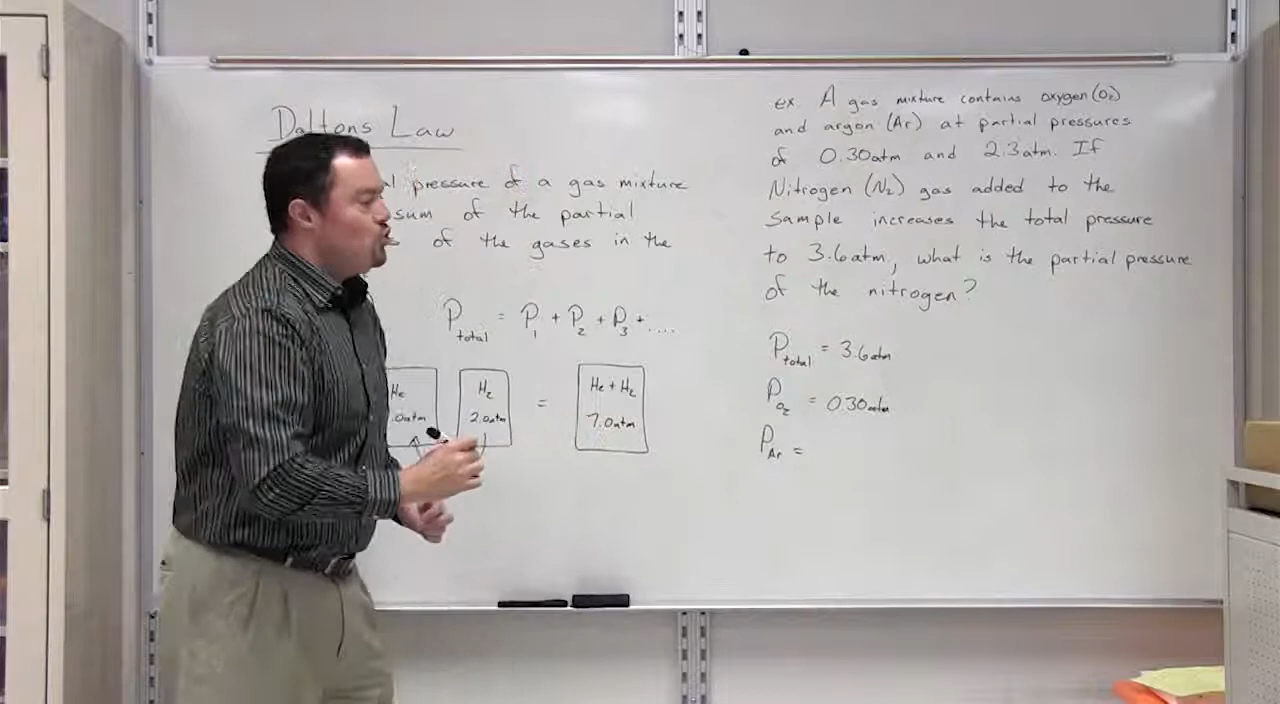 Daltons Law
pressure of a gas mixture
sum of the partial
of the gases in the
P total = P1 + P2 + P3 + ....
He
.0atm
H2
2.0atm
=
He + H2
7.0atm
ex. A gas mixture contains oxygen (O2)
and argon (Ar) at partial pressures
of 0.30atm and 2.3atm. If
Nitrogen (N2) gas added to the
sample increases the total pressure
to 3.6atm, what is the partial pressure
of the nitrogen?
P total = 3.6atm
P O2 = 0.30atm
P Ar =